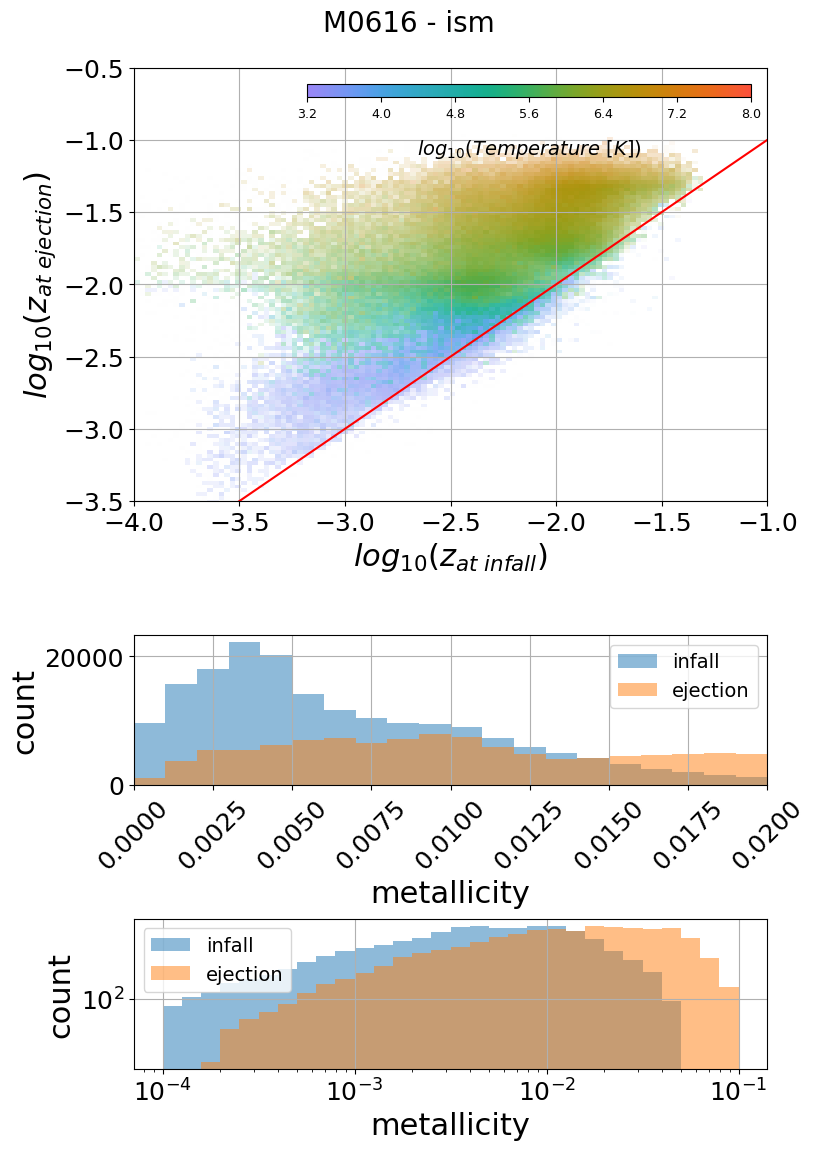 M0616 - ism
−0.5
3.2 4.0 4.8 5.6 6.4 7.2 8.0
log10(Temperature [K])
−1.0
−1.5
−2.0
−2.5
−3.0
−3.5
log10(zat ejection)
−4.0 −3.5 −3.0 −2.5 −2.0 −1.5 −1.0
log10(zat infall)
20000
0
count
infall
ejection
0.0000 0.0025 0.0050 0.0075 0.0100 0.0125 0.0150 0.0175 0.0200
metallicity
infall
ejection
10^2
count
10^−4 10^−3 10^−2 10^−1
metallicity